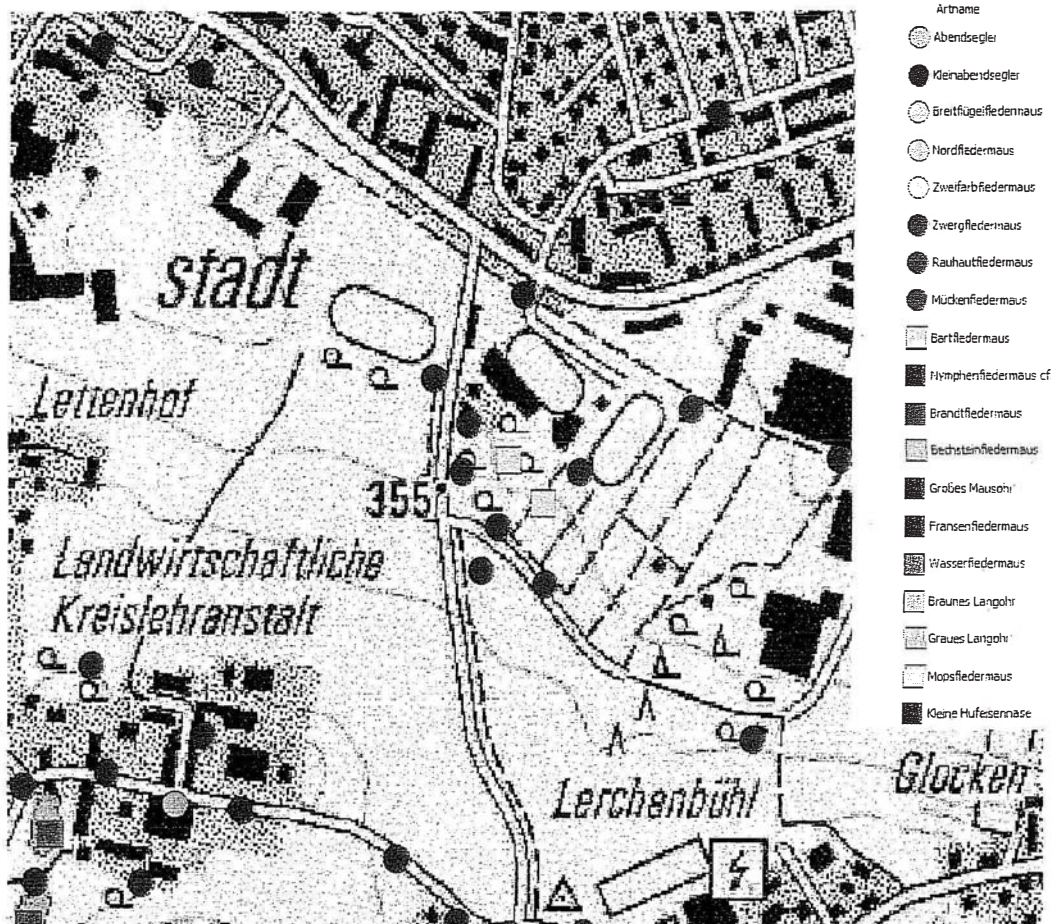 Artname
Abendsegler
Kleinabendsegler
Breitflügelfledermaus
Nordfledermaus
Zweifarbfledermaus
Zwergfledermaus
Rauhautfledermaus
Mückenfledermaus
Bartfledermaus
Nymphenfledermaus cf
Brandtfledermaus
Bechsteinfledermaus
Großes Mausohr
Fransenfledermaus
Wasserfledermaus
Braunes Langohr
Graues Langohr
Mopsfledermaus
Kleine Hufeisennase
stadt
Lettenhof
355
Landwirtschaftliche
Kreislehranstalt
Lerchenbühl
Glocken